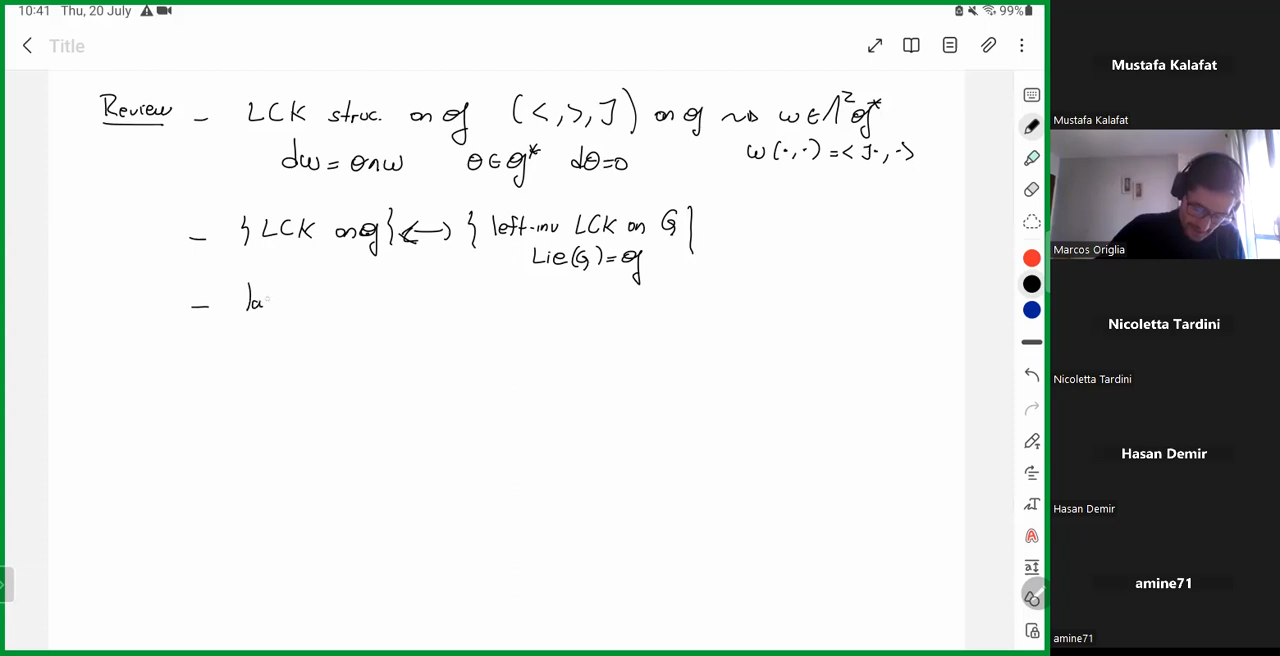 10:41 Thu, 20 July 99%
Title
Review - LCK struc. on g (<,>,J) on g ⇝ ω ∈ Λ²g*
dω = θ∧ω θ ∈ g* dθ=0 ω(·,·) = <J·,·>
- { LCK on g } ⟷ { left-inv LCK on G
Lie(G) = g }
- la
Mustafa Kalafat
Mustafa Kalafat
Marcos Origlia
Nicoletta Tardini
Nicoletta Tardini
Hasan Demir
Hasan Demir
amine71
amine71